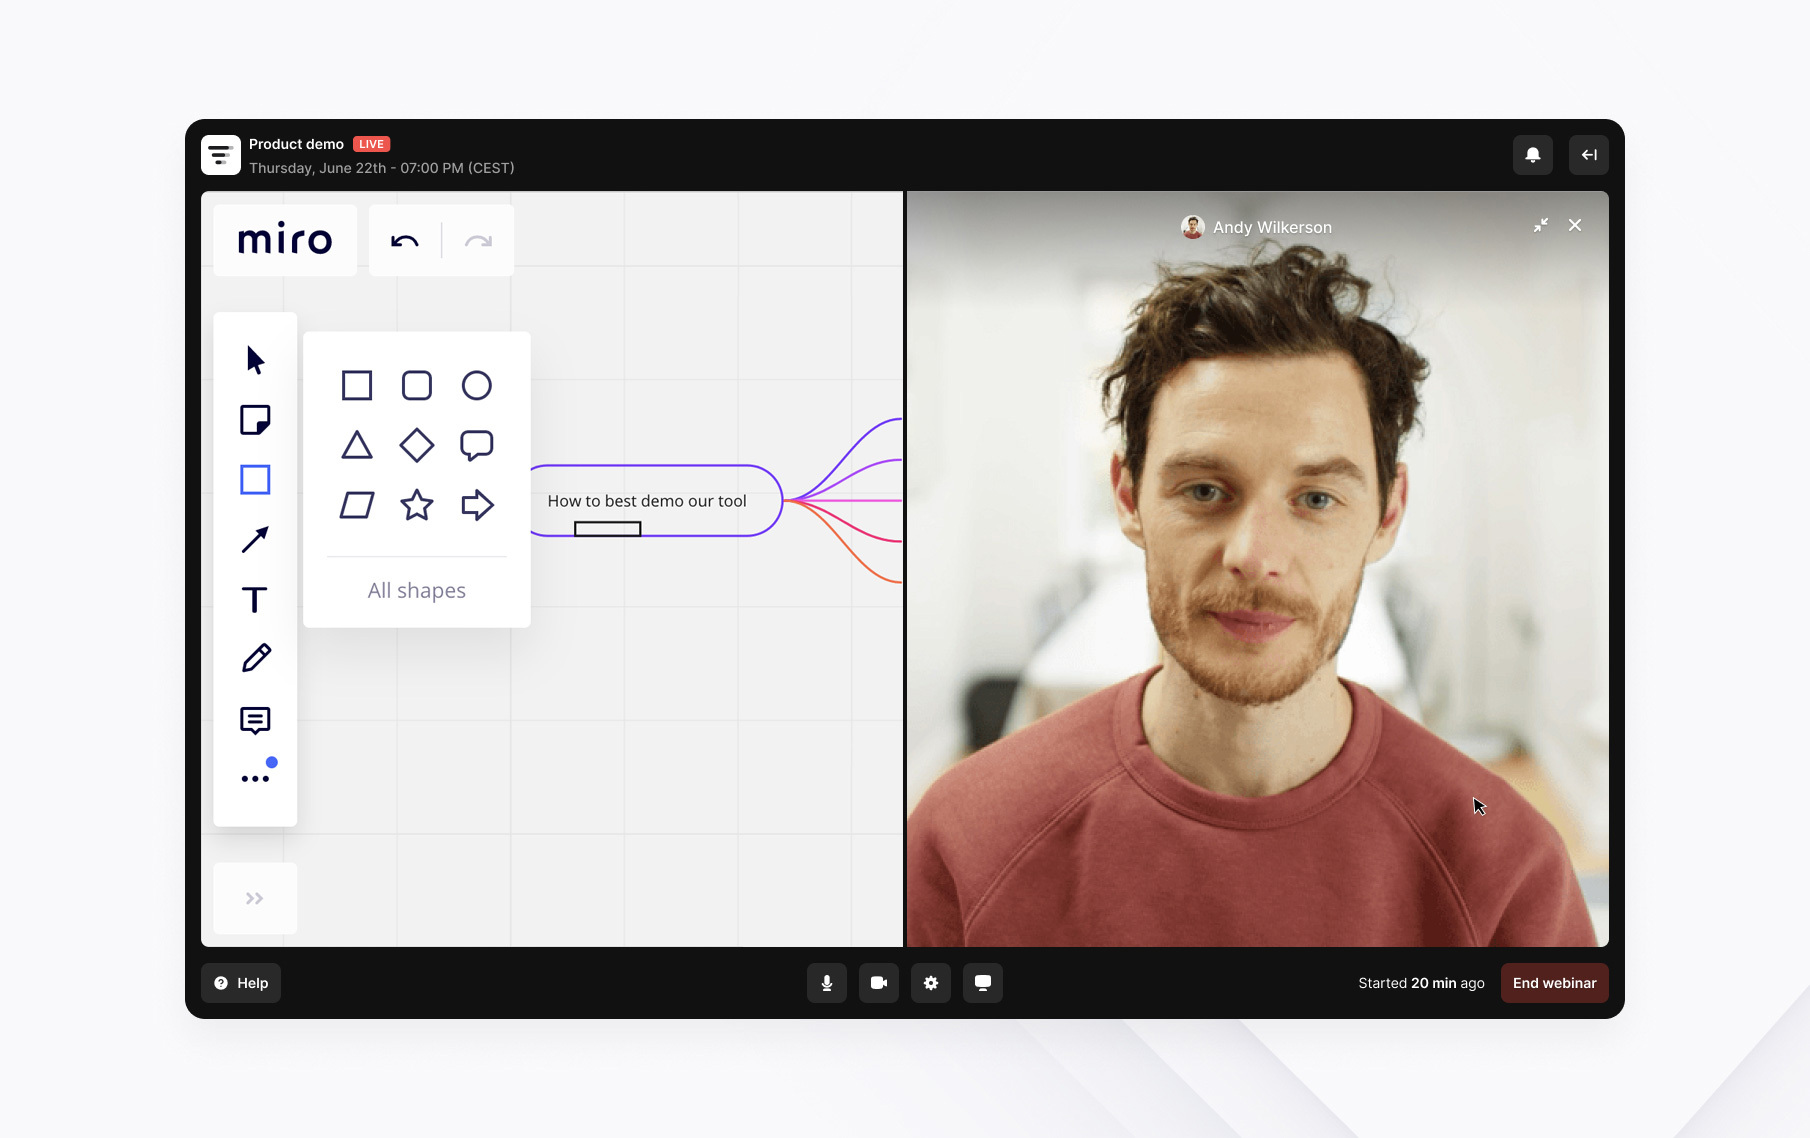 Product demo LIVE
Thursday, June 22th - 07:00 PM (CEST)
miro
Andy Wilkerson
How to best demo our tool
All shapes
Help
Started 20 min ago
End webinar